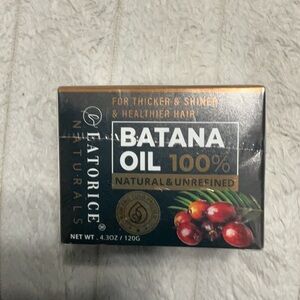 FOR THICKER & SHINER
& HEALTHIER HAIR
BATANA
OIL 100%
NATURAL & UNREFINED
EATORICE®
NATURALS
NET WT . 4.3OZ / 120G